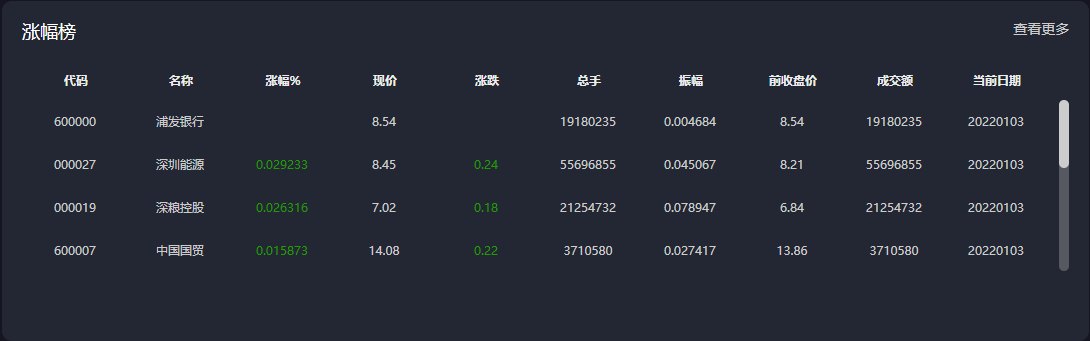 涨幅榜 查看更多
代码 名称 涨幅% 现价 涨跌 总手 振幅 前收盘价 成交额 当前日期
600000 浦发银行 8.54 19180235 0.004684 8.54 19180235 20220103
000027 深圳能源 0.029233 8.45 0.24 55696855 0.045067 8.21 55696855 20220103
000019 深粮控股 0.026316 7.02 0.18 21254732 0.078947 6.84 21254732 20220103
600007 中国国贸 0.015873 14.08 0.22 3710580 0.027417 13.86 3710580 20220103